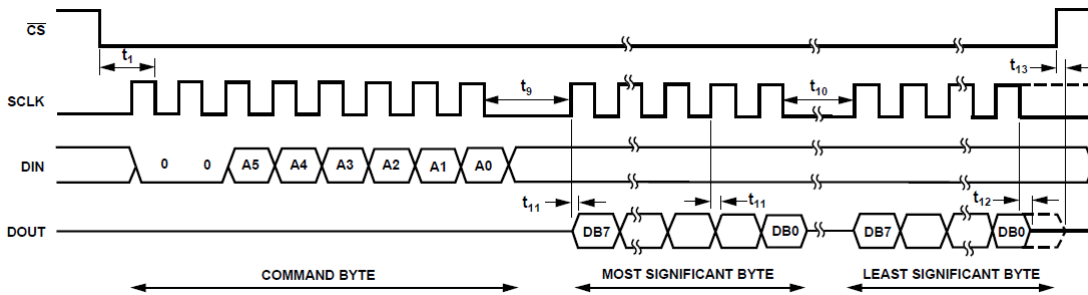 CS
t1
t13
SCLK
t9
t10
DIN
0 0 A5 A4 A3 A2 A1 A0
t11
t11
t12
DOUT
DB7 DB0 DB7 DB0
COMMAND BYTE MOST SIGNIFICANT BYTE LEAST SIGNIFICANT BYTE